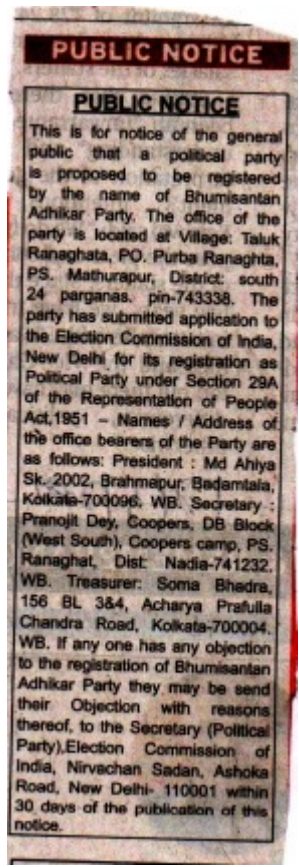 PUBLIC NOTICE
PUBLIC NOTICE
This is for notice of the general
public that a political party
is proposed to be registered
by the name of Bhumisantan
Adhikar Party. The office of the
party is located at Village: Taluk
Ranaghata, PO. Purba Ranaghta,
PS. Mathurapur, District: south
24 parganas. pin-743338. The
party has submitted application to
the Election Commission of India,
New Delhi for its registration as
Political Party under Section 29A
of the Representation of People
Act,1951 – Names / Address of
the office bearers of the Party are
as follows: President : Md Ahiya
Sk. 2002, Brahmapur, Badamtala,
Kolkata-700096. WB. Secretary :
Pranojit Dey, Coopers, DB Block
(West South), Coopers camp, PS.
Ranaghat, Dist: Nadia-741232.
WB. Treasurer: Soma Bhadra,
156 BL 3&4, Acharya Prafulla
Chandra Road, Kolkata-700004.
WB. If any one has any objection
to the registration of Bhumisantan
Adhikar Party they may be send
their Objection with reasons
thereof, to the Secretary (Political
Party),Election Commission of
India, Nirvachan Sadan, Ashoka
Road, New Delhi- 110001 within
30 days of the publication of this
notice.